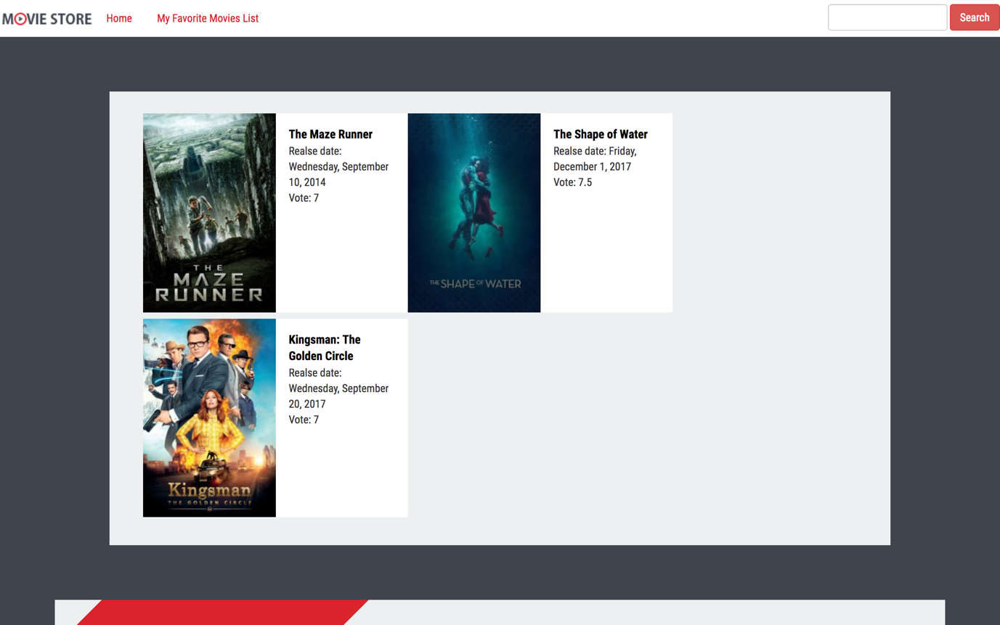 MOVIE STORE Home My Favorite Movies List Search
THE
MAZE
RUNNER
The Maze Runner
Realse date:
Wednesday, September
10, 2014
Vote: 7
THE SHAPE OF WATER
The Shape of Water
Realse date: Friday,
December 1, 2017
Vote: 7.5
Kingsman
THE GOLDEN CIRCLE
Kingsman: The
Golden Circle
Realse date:
Wednesday, September
20, 2017
Vote: 7